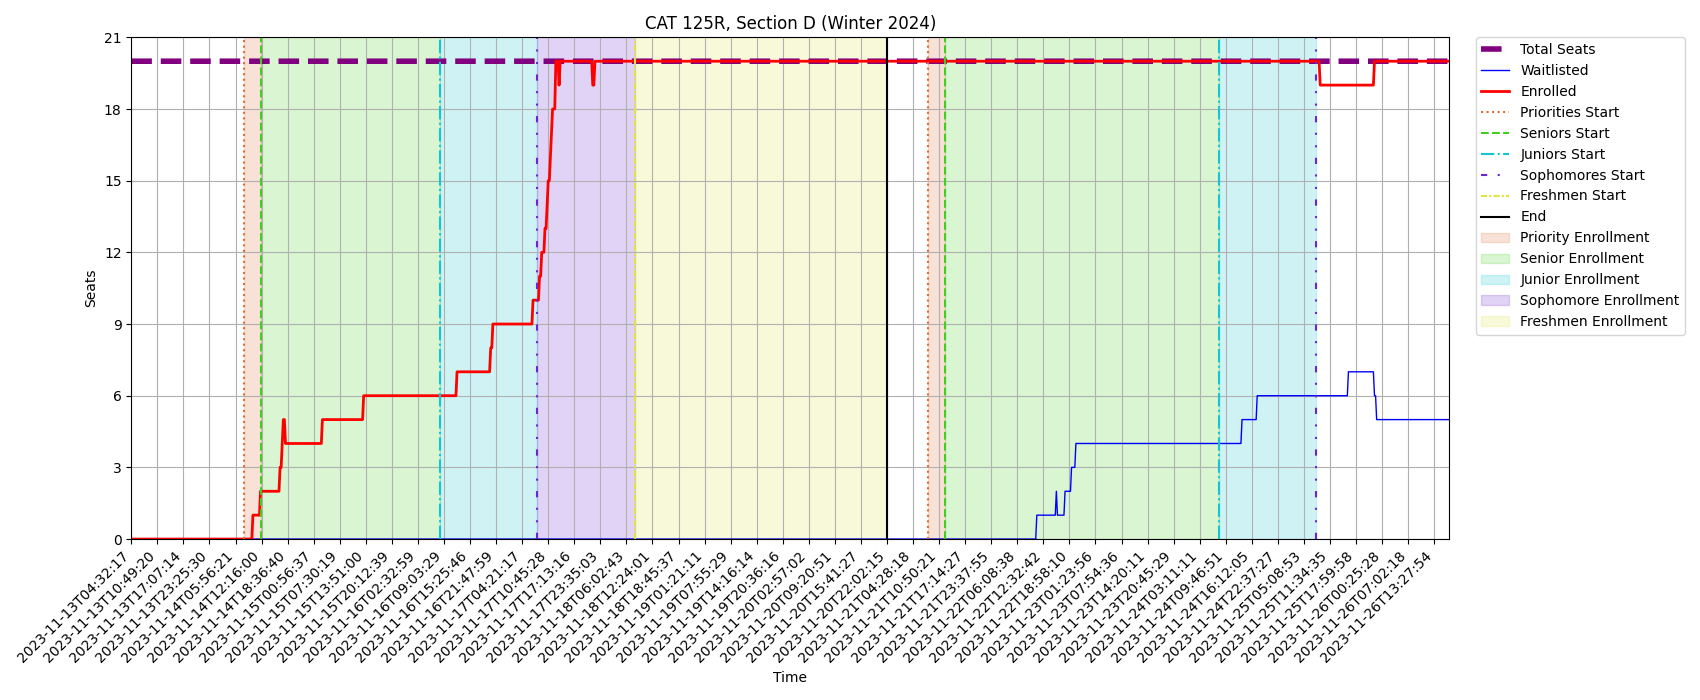 CAT 125R, Section D (Winter 2024)
21
18
15
12
9
6
3
0
Seats
2023-11-13T04:32:17
2023-11-13T10:49:20
2023-11-13T17:07:14
2023-11-13T23:25:30
2023-11-14T05:56:21
2023-11-14T12:16:00
2023-11-14T18:36:40
2023-11-15T00:56:37
2023-11-15T07:30:19
2023-11-15T13:51:00
2023-11-15T20:12:39
2023-11-16T02:32:59
2023-11-16T09:03:29
2023-11-16T15:25:46
2023-11-16T21:47:59
2023-11-17T04:21:17
2023-11-17T10:45:28
2023-11-17T17:13:16
2023-11-17T23:35:03
2023-11-18T06:02:43
2023-11-18T12:24:01
2023-11-18T18:45:37
2023-11-19T01:21:11
2023-11-19T07:55:29
2023-11-19T14:16:14
2023-11-19T20:36:16
2023-11-20T02:57:02
2023-11-20T09:20:51
2023-11-20T15:41:27
2023-11-20T22:02:15
2023-11-21T04:28:18
2023-11-21T10:50:21
2023-11-21T17:14:27
2023-11-21T23:37:55
2023-11-22T06:08:38
2023-11-22T12:32:42
2023-11-22T18:58:10
2023-11-23T01:23:56
2023-11-23T07:54:36
2023-11-23T14:20:11
2023-11-23T20:45:29
2023-11-24T03:11:11
2023-11-24T09:46:51
2023-11-24T16:12:05
2023-11-24T22:37:27
2023-11-25T05:08:53
2023-11-25T11:34:35
2023-11-25T17:59:58
2023-11-26T00:25:28
2023-11-26T07:02:18
2023-11-26T13:27:54
Time
Total Seats
Waitlisted
Enrolled
Priorities Start
Seniors Start
Juniors Start
Sophomores Start
Freshmen Start
End
Priority Enrollment
Senior Enrollment
Junior Enrollment
Sophomore Enrollment
Freshmen Enrollment